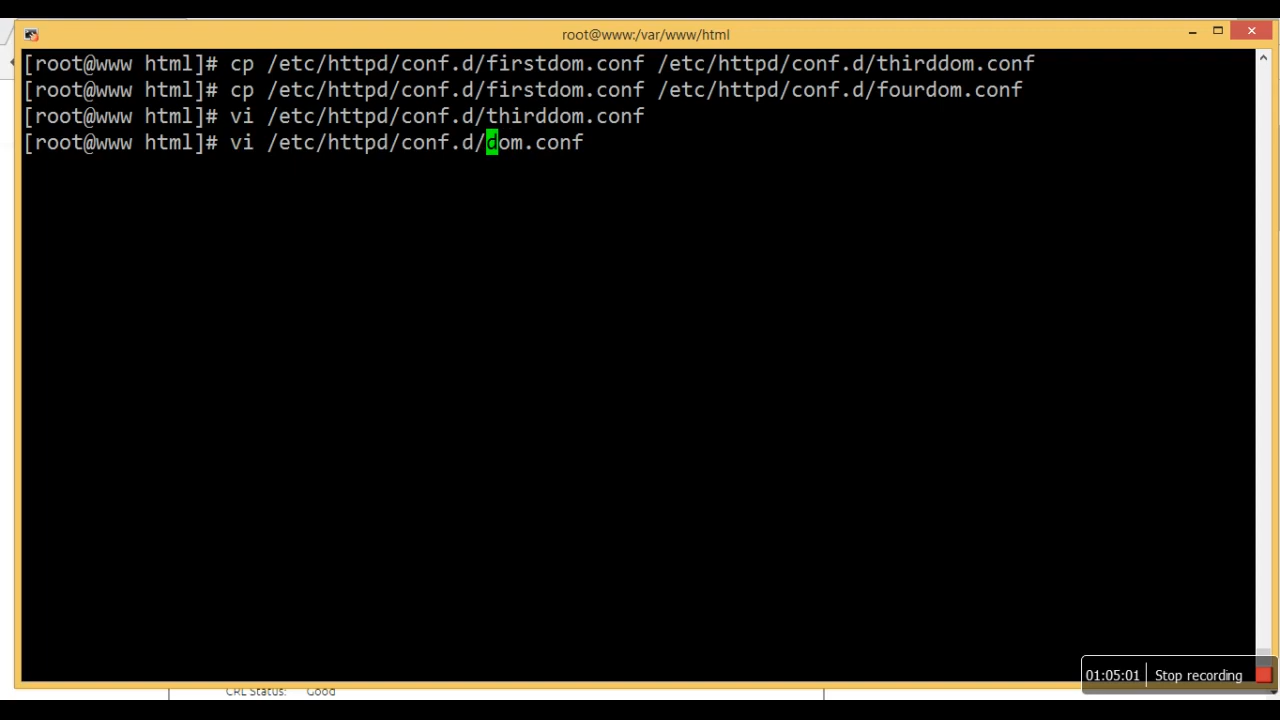 root@www:/var/www/html
[root@www html]# cp /etc/httpd/conf.d/firstdom.conf /etc/httpd/conf.d/thirddom.conf
[root@www html]# cp /etc/httpd/conf.d/firstdom.conf /etc/httpd/conf.d/fourdom.conf
[root@www html]# vi /etc/httpd/conf.d/thirddom.conf
[root@www html]# vi /etc/httpd/conf.d/dom.conf
01:05:01 Stop recording
CRL Status: Good